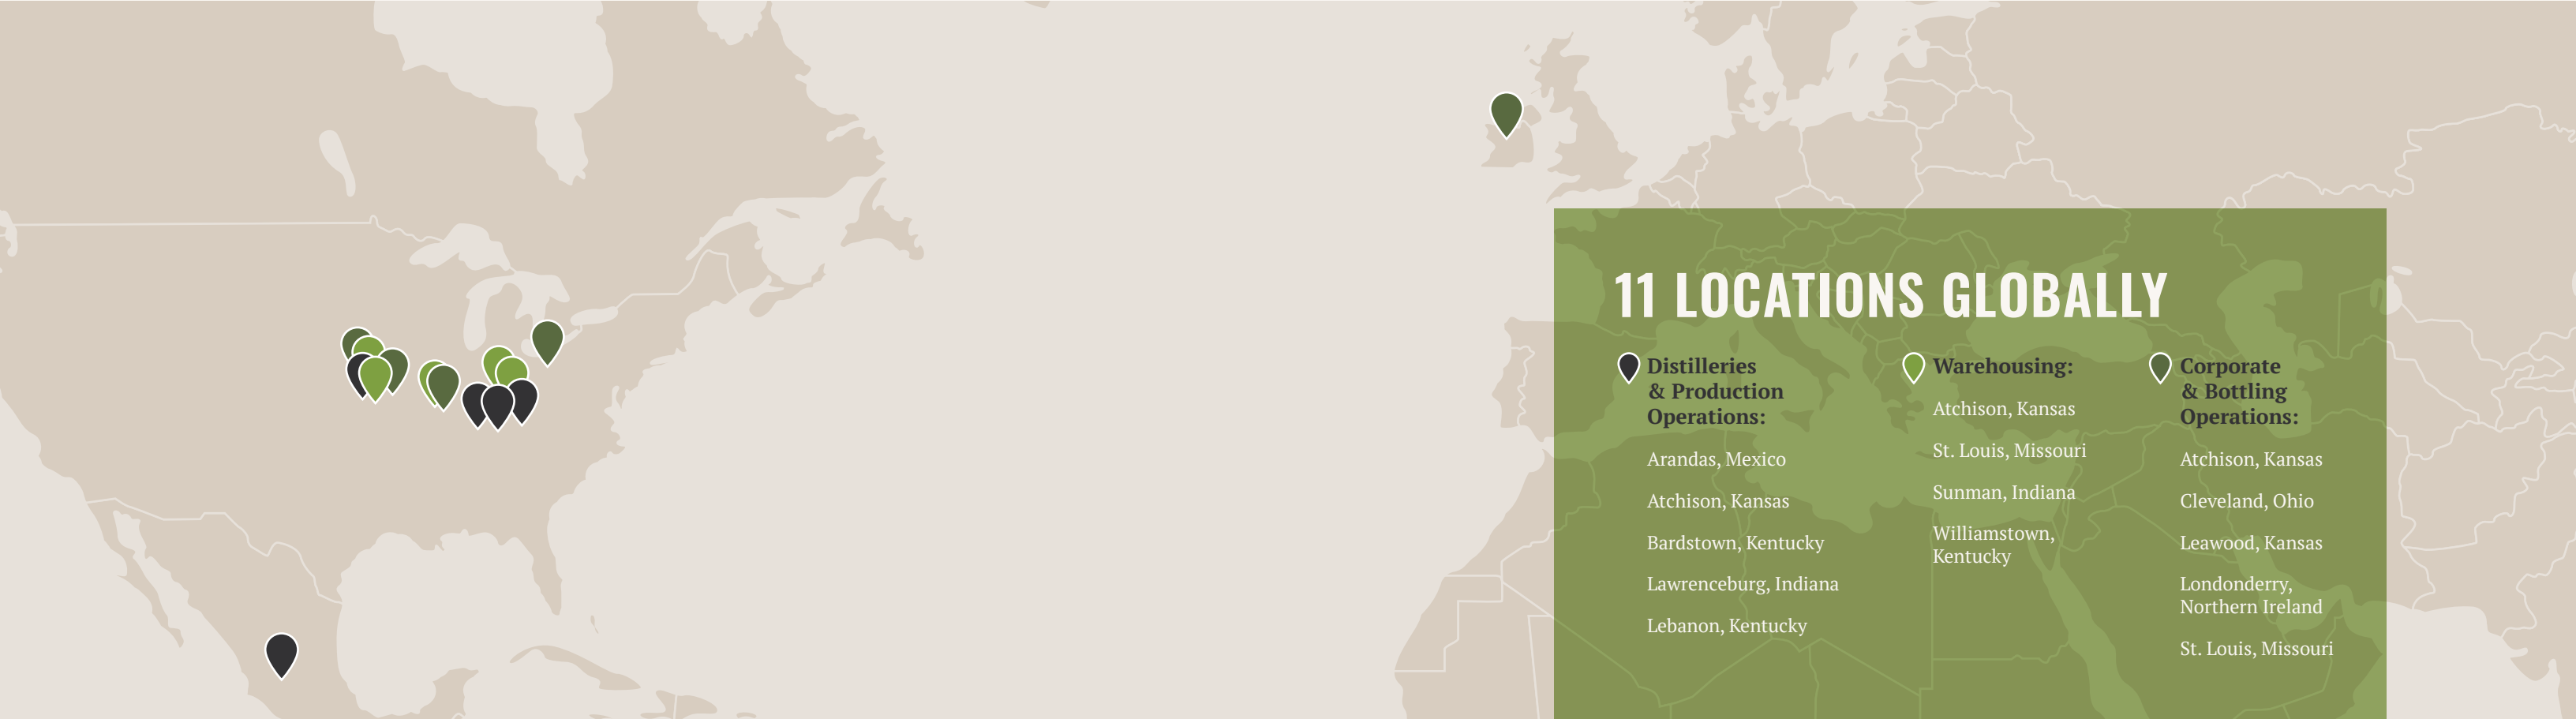 11 LOCATIONS GLOBALLY
Distilleries
& Production
Operations:
Arandas, Mexico
Atchison, Kansas
Bardstown, Kentucky
Lawrenceburg, Indiana
Lebanon, Kentucky
Warehousing:
Atchison, Kansas
St. Louis, Missouri
Sunman, Indiana
Williamstown,
Kentucky
Corporate
& Bottling
Operations:
Atchison, Kansas
Cleveland, Ohio
Leawood, Kansas
Londonderry,
Northern Ireland
St. Louis, Missouri